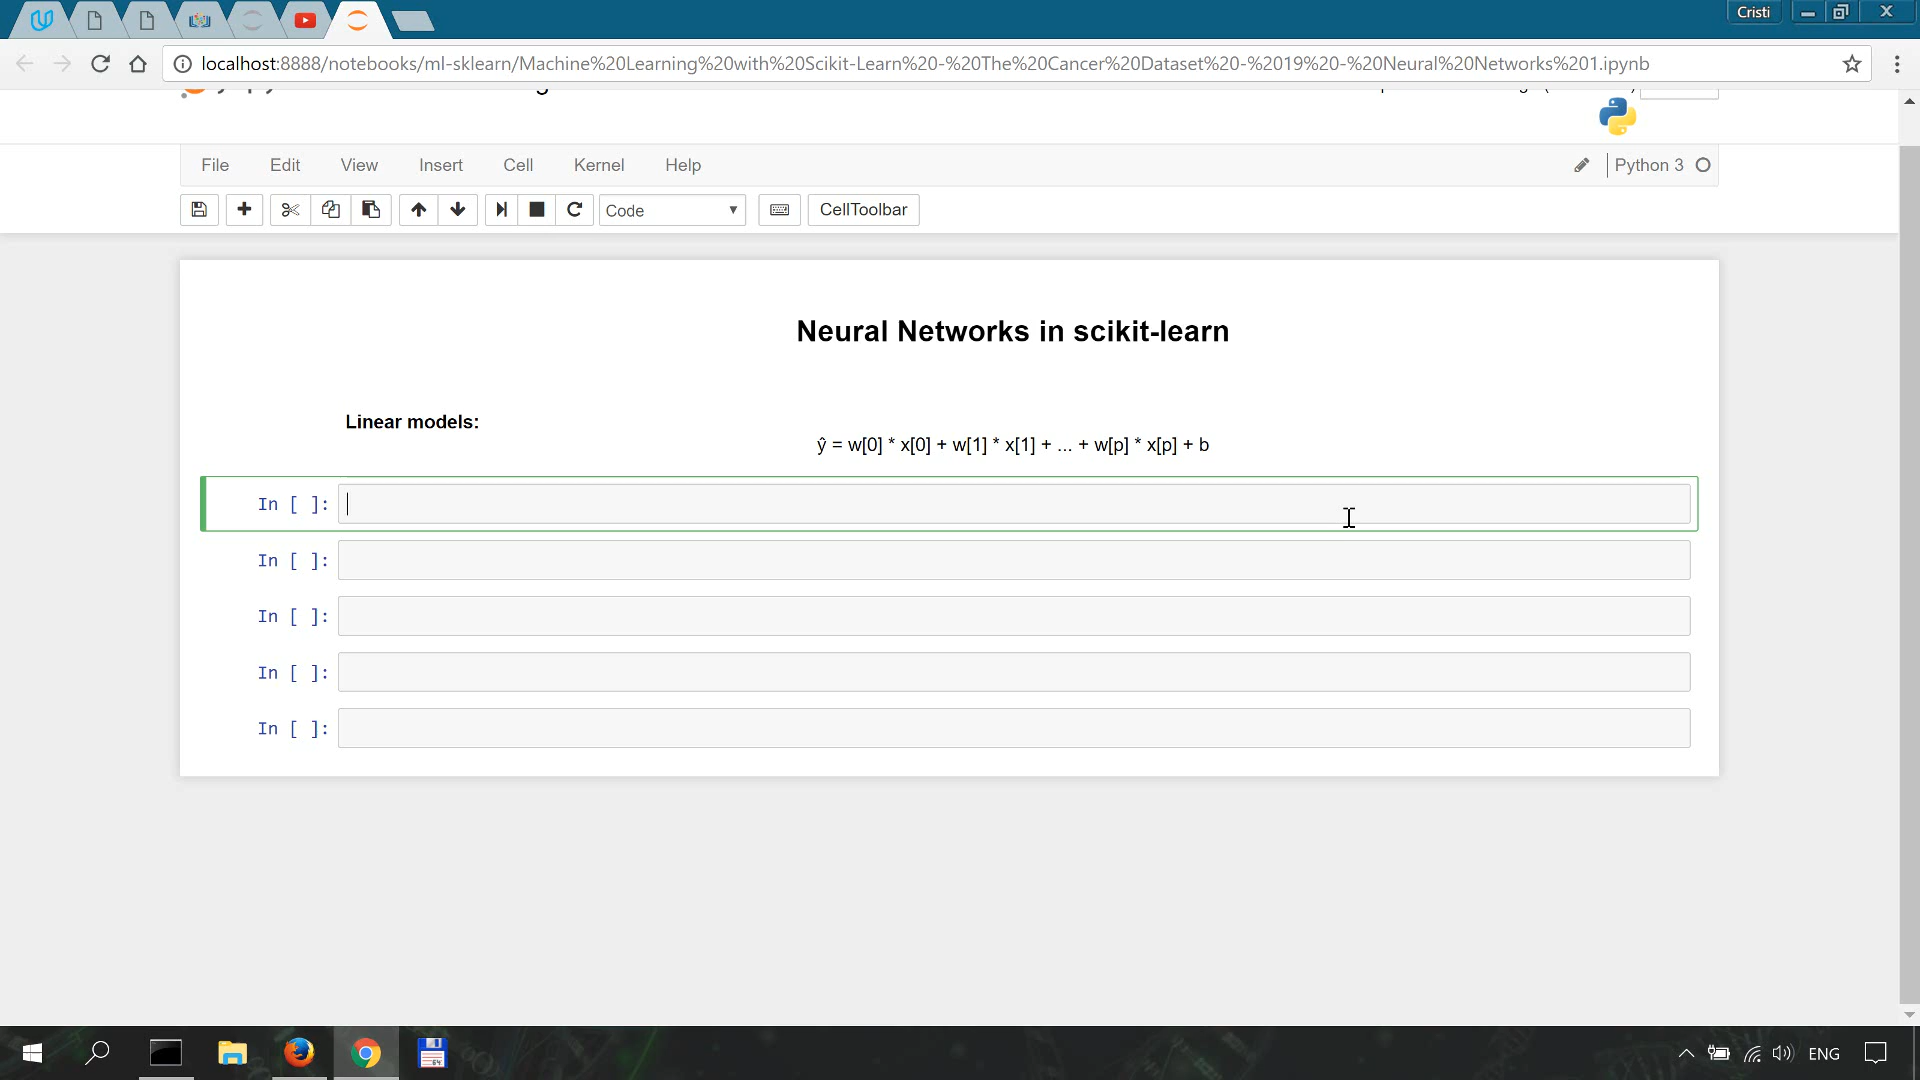 Cristi
localhost:8888/notebooks/ml-sklearn/Machine%20Learning%20with%20Scikit-Learn%20-%20The%20Cancer%20Dataset%20-%2019%20-%20Neural%20Networks%201.ipynb
File Edit View Insert Cell Kernel Help Python 3
Code CellToolbar
Neural Networks in scikit-learn
Linear models:
ŷ = w[0] * x[0] + w[1] * x[1] + ... + w[p] * x[p] + b
In [ ]:
In [ ]:
In [ ]:
In [ ]:
In [ ]:
64
ENG